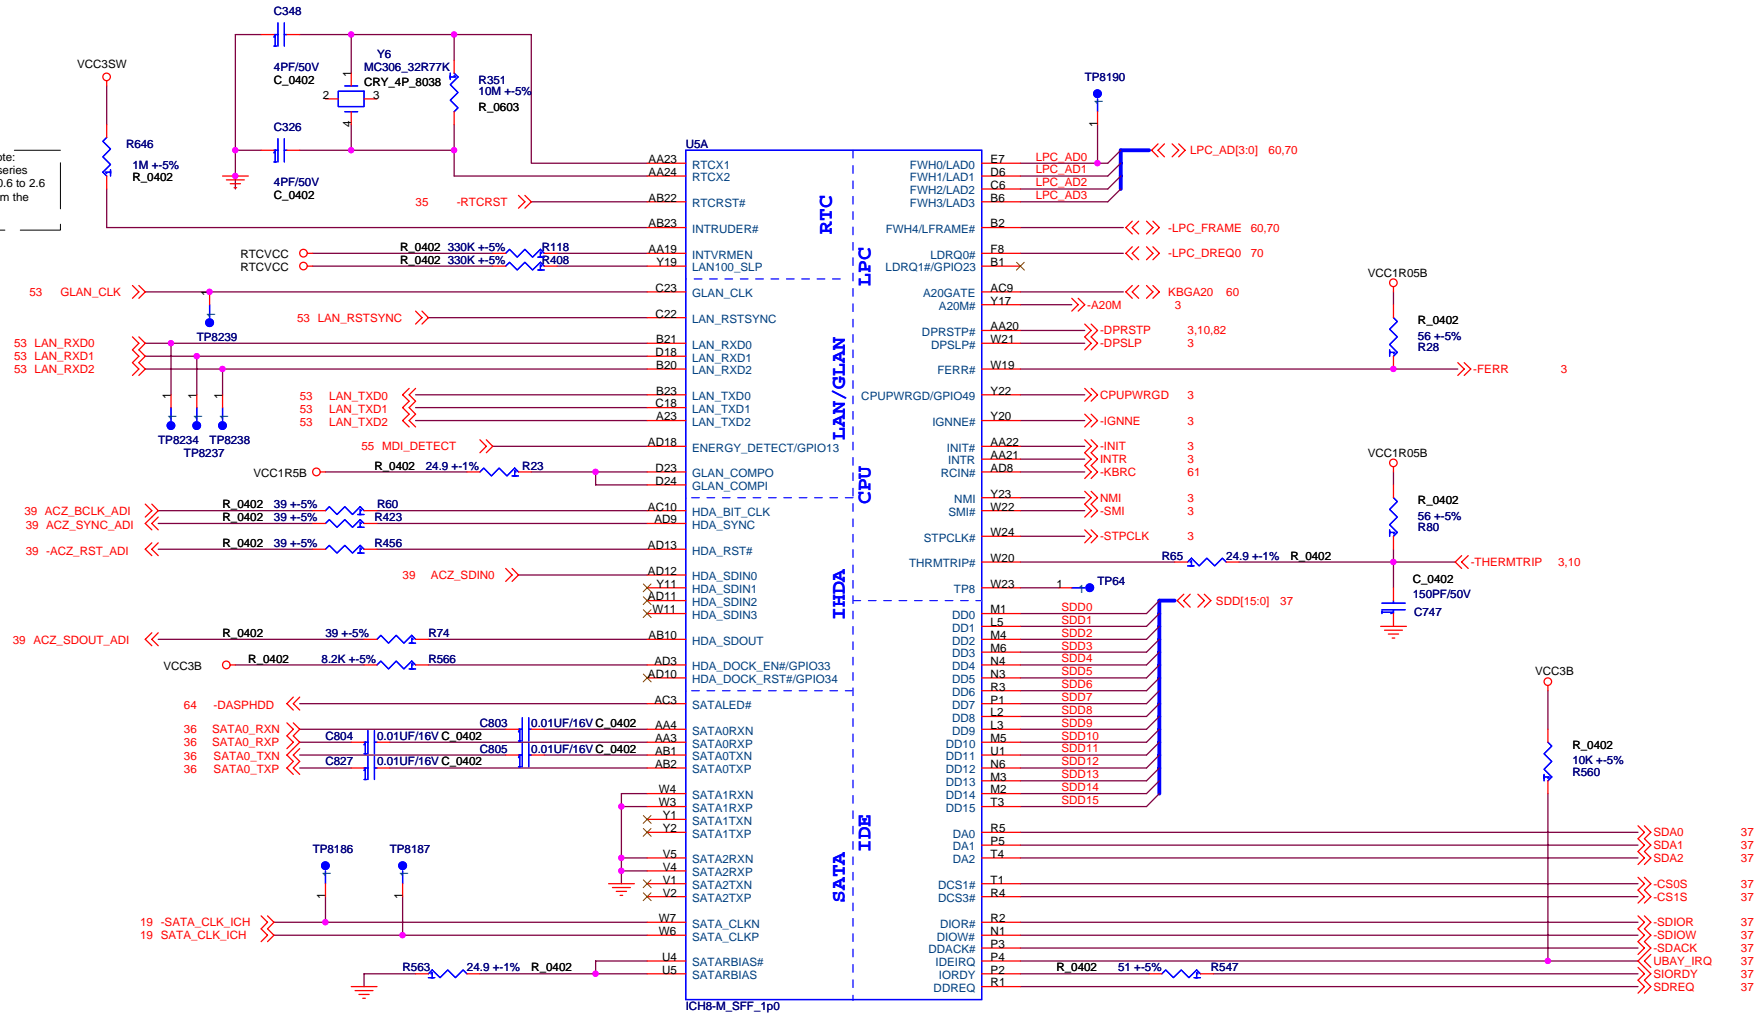 C348
4PF/50V
C_0402
Y6
MC306_32R77K
CRY_4P_8038
1
2
3
4
R351
10M +-5%
R_0603
C326
4PF/50V
C_0402
VCC3SW
R646
1M +-5%
R_0402
ote:
series
0.6 to 2.6
m the
35 -RTCRST
RTCVCC R_0402 330K +-5% R118
RTCVCC R_0402 330K +-5% R408
53 GLAN_CLK
1
TP8239
53 LAN_RSTSYNC
53 LAN_RXD0
53 LAN_RXD1
53 LAN_RXD2
1 1 1
TP8234 TP8238
TP8237
53 LAN_TXD0
53 LAN_TXD1
53 LAN_TXD2
55 MDI_DETECT
VCC1R5B R_0402 24.9 +-1% R23
39 ACZ_BCLK_ADI R_0402 39 +-5% R60
39 ACZ_SYNC_ADI R_0402 39 +-5% R423
39 -ACZ_RST_ADI R_0402 39 +-5% R456
39 ACZ_SDIN0
39 ACZ_SDOUT_ADI R_0402 39 +-5% R74
VCC3B R_0402 8.2K +-5% R566
64 -DASPHDD
36 SATA0_RXN C803 0.01UF/16V C_0402
36 SATA0_RXP C804 0.01UF/16V C_0402
36 SATA0_TXN C805 0.01UF/16V C_0402
36 SATA0_TXP C827 0.01UF/16V C_0402
TP8186 TP8187
1 1
19 -SATA_CLK_ICH
19 SATA_CLK_ICH
R563 24.9 +-1% R_0402
U5A
AA23 RTCX1
AA24 RTCX2
AB22 RTCRST#
AB23 INTRUDER#
AA19 INTVRMEN
Y19 LAN100_SLP
C23 GLAN_CLK
C22 LAN_RSTSYNC
B21 LAN_RXD0
D18 LAN_RXD1
B20 LAN_RXD2
B23 LAN_TXD0
C18 LAN_TXD1
A23 LAN_TXD2
AD18 ENERGY_DETECT/GPIO13
D23 GLAN_COMPO
D24 GLAN_COMPI
AC10 HDA_BIT_CLK
AD9 HDA_SYNC
AD13 HDA_RST#
AD12 HDA_SDIN0
Y11 HDA_SDIN1
AD11 HDA_SDIN2
W11 HDA_SDIN3
AB10 HDA_SDOUT
AD3 HDA_DOCK_EN#/GPIO33
AD10 HDA_DOCK_RST#/GPIO34
AC3 SATALED#
AA4 SATA0RXN
AA3 SATA0RXP
AB1 SATA0TXN
AB2 SATA0TXP
W4 SATA1RXN
W3 SATA1RXP
Y1 SATA1TXN
Y2 SATA1TXP
V5 SATA2RXN
V4 SATA2RXP
V1 SATA2TXN
V2 SATA2TXP
W7 SATA_CLKN
W6 SATA_CLKP
U4 SATARBIAS#
U5 SATARBIAS
ICH8-M_SFF_1p0
RTC
LPC
LAN/GLAN
CPU
IHDA
IDE
SATA
TP8190
1
FWH0/LAD0 E7 LPC_AD0
FWH1/LAD1 D6 LPC_AD1
FWH2/LAD2 C6 LPC_AD2
FWH3/LAD3 B6 LPC_AD3
LPC_AD[3:0] 60,70
FWH4/LFRAME# B2 -LPC_FRAME 60,70
LDRQ0# F8 -LPC_DREQ0 70
LDRQ1#/GPIO23 B1
A20GATE AC9 KBGA20 60
A20M# Y17 -A20M 3
DPRSTP# AA20 -DPRSTP 3,10,82
DPSLP# W21 -DPSLP 3
FERR# W19 -FERR 3
VCC1R05B
R_0402
56 +-5%
R28
CPUPWRGD/GPIO49 Y22 CPUPWRGD 3
IGNNE# Y20 -IGNNE 3
INIT# AA22 -INIT 3
INTR AA21 INTR 3
RCIN# AD8 -KBRC 61
NMI Y23 NMI 3
SMI# W22 -SMI 3
STPCLK# W24 -STPCLK 3
VCC1R05B
R_0402
56 +-5%
R80
THRMTRIP# W20 R65 24.9 +-1% R_0402 -THERMTRIP 3,10
C_0402
150PF/50V
C747
TP8 W23 1 TP64
SDD[15:0] 37
DD0 M1 SDD0
DD1 L5 SDD1
DD2 M4 SDD2
DD3 M6 SDD3
DD4 N4 SDD4
DD5 N3 SDD5
DD6 R3 SDD6
DD7 P1 SDD7
DD8 L2 SDD8
DD9 L3 SDD9
DD10 M5 SDD10
DD11 U1 SDD11
DD12 N6 SDD12
DD13 M3 SDD13
DD14 M2 SDD14
DD15 T3 SDD15
VCC3B
R_0402
10K +-5%
R560
DA0 R5 SDA0 37
DA1 P5 SDA1 37
DA2 T4 SDA2 37
DCS1# T1 -CS0S 37
DCS3# R4 -CS1S 37
DIOR# R2 -SDIOR 37
DIOW# N1 -SDIOW 37
DDACK# P3 -SDACK 37
IDEIRQ P4 UBAY_IRQ 37
IORDY P2 R_0402 51 +-5% R547 SIORDY 37
DDREQ R1 SDREQ 37